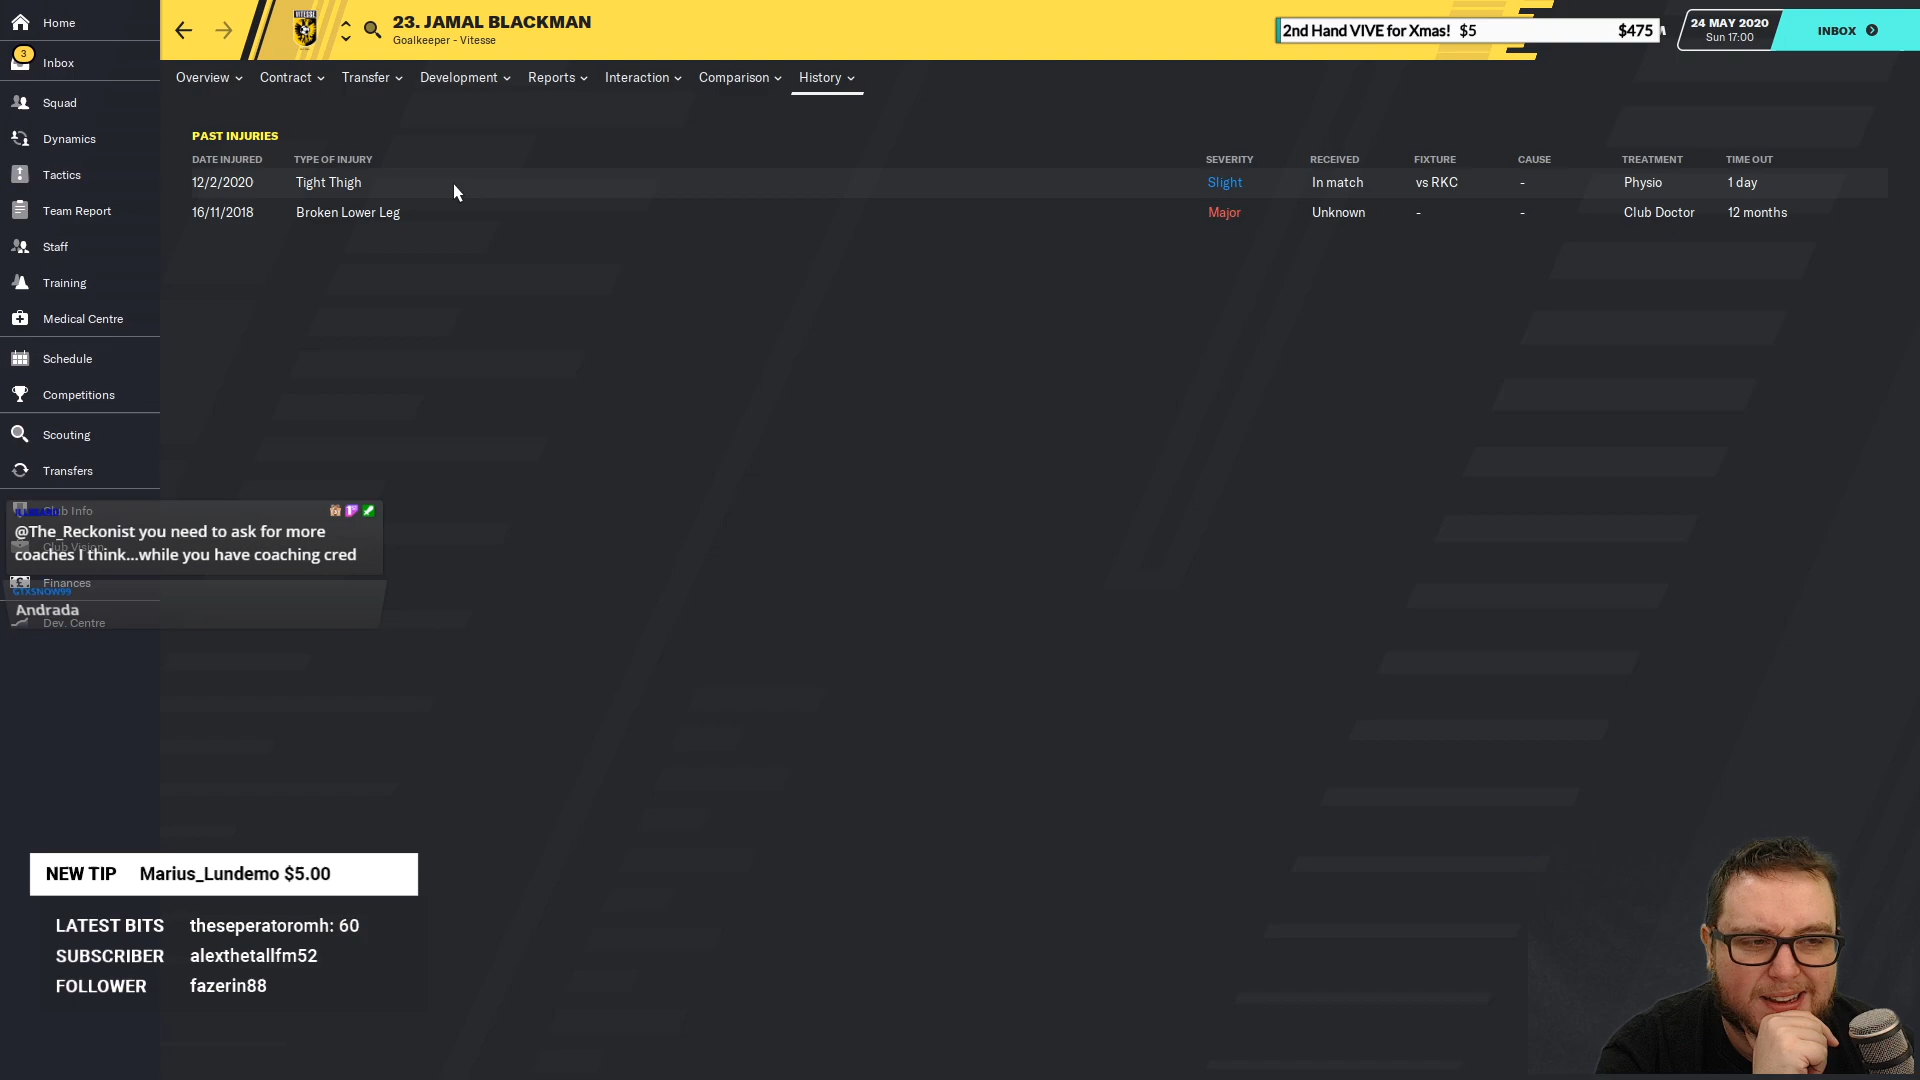 Home
3
Inbox
Squad
Dynamics
Tactics
Team Report
Staff
Training
Medical Centre
Schedule
Competitions
Scouting
Transfers
Club Info
Club Vision
Finances
Dev. Centre
VITESSE
23. JAMAL BLACKMAN
Goalkeeper - Vitesse
2nd Hand VIVE for Xmas! $5 $475
24 MAY 2020
Sun 17:00
INBOX
Overview Contract Transfer Development Reports Interaction Comparison History
PAST INJURIES
DATE INJURED TYPE OF INJURY SEVERITY RECEIVED FIXTURE CAUSE TREATMENT TIME OUT
12/2/2020 Tight Thigh Slight In match vs RKC - Physio 1 day
16/11/2018 Broken Lower Leg Major Unknown - - Club Doctor 12 months
@The_Reckonist you need to ask for more
coaches I think...while you have coaching cred
GTXSNOW99
Andrada
NEW TIP Marius_Lundemo $5.00
LATEST BITS theseperatoromh: 60
SUBSCRIBER alexthetallfm52
FOLLOWER fazerin88